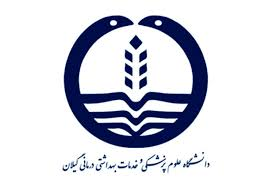 دانشگاه علوم پزشکی و خدمات بهداشتی درمانی گیلان